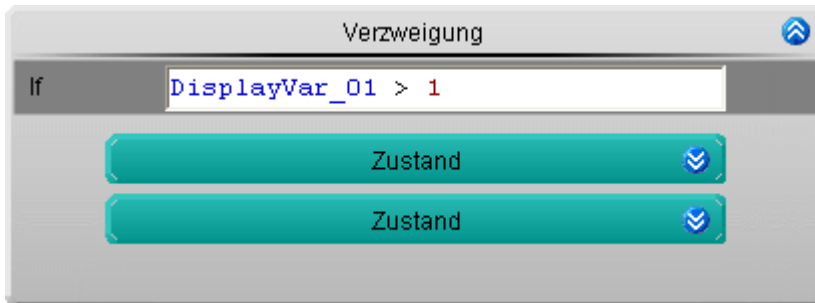 Verzweigung
If DisplayVar_01 > 1
Zustand
Zustand